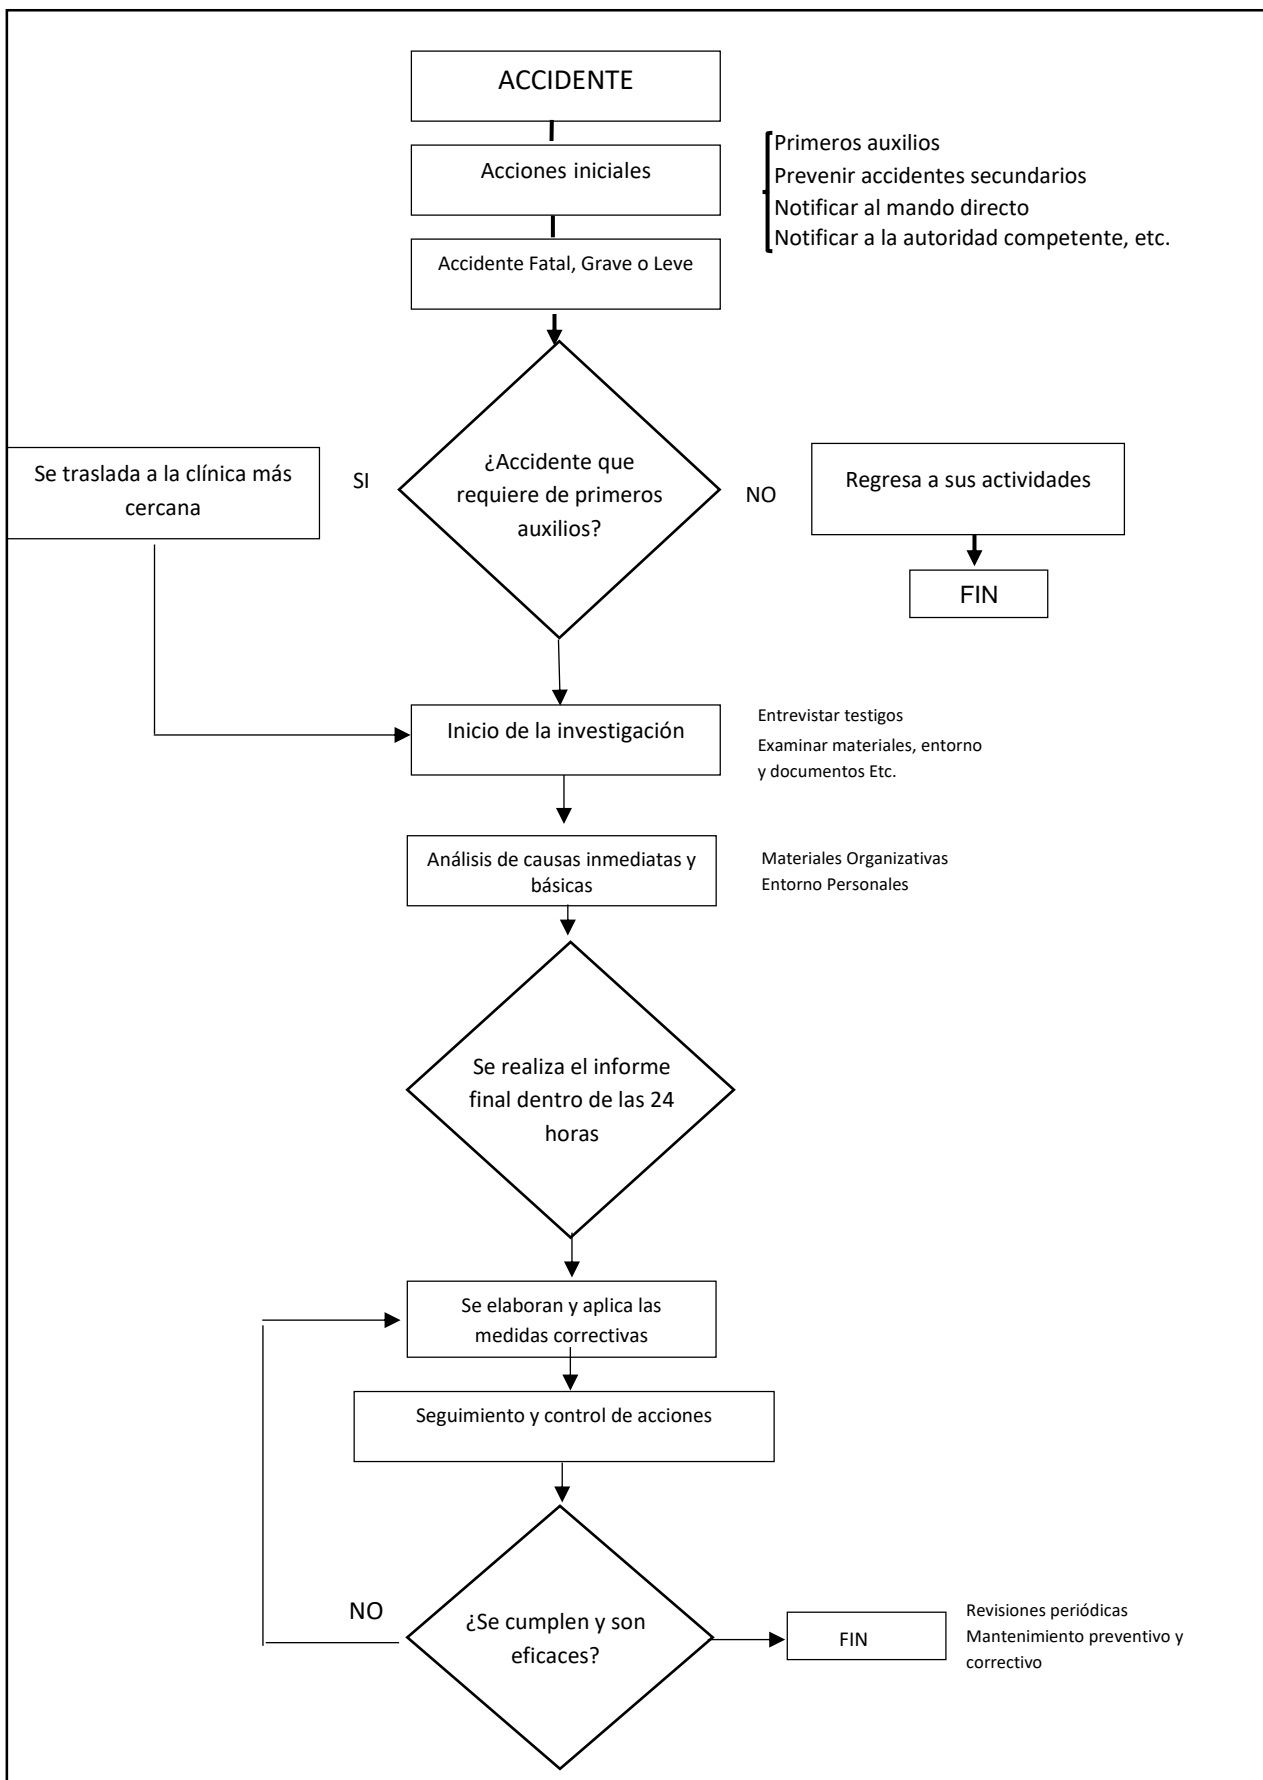 ACCIDENTE
Acciones iniciales
Primeros auxilios
Prevenir accidentes secundarios
Notificar al mando directo
Notificar a la autoridad competente, etc.
Accidente Fatal, Grave o Leve
¿Accidente que
requiere de primeros
auxilios?
SI
Se traslada a la clínica más
cercana
NO
Regresa a sus actividades
FIN
Inicio de la investigación
Entrevistar testigos
Examinar materiales, entorno
y documentos Etc.
Análisis de causas inmediatas y
básicas
Materiales Organizativas
Entorno Personales
Se realiza el informe
final dentro de las 24
horas
Se elaboran y aplica las
medidas correctivas
Seguimiento y control de acciones
¿Se cumplen y son
eficaces?
NO
FIN
Revisiones periódicas
Mantenimiento preventivo y
correctivo